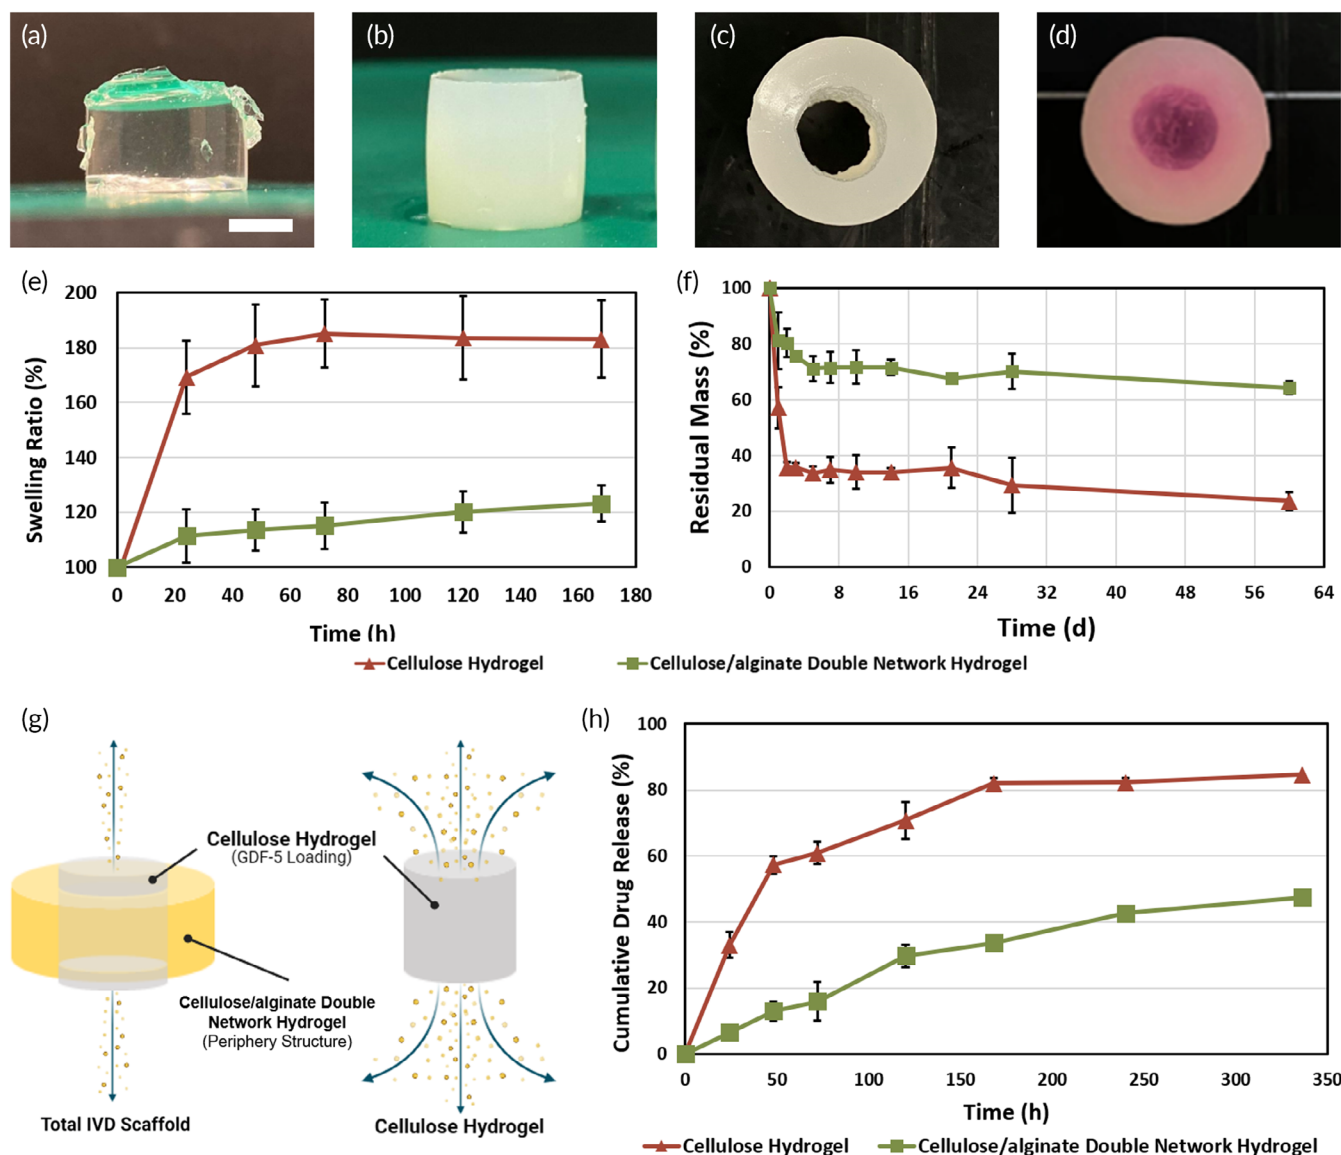 (a)
(b)
(c)
(d)
(e)
200
180
160
140
120
100
Swelling Ratio (%)
0 20 40 60 80 100 120 140 160 180
Time (h)
(f)
100
80
60
40
20
0
Residual Mass (%)
0 8 16 24 32 40 48 56 64
Time (d)
Cellulose Hydrogel
Cellulose/alginate Double Network Hydrogel
(g)
Cellulose Hydrogel
(GDF-5 Loading)
Cellulose/alginate Double
Network Hydrogel
(Periphery Structure)
Total IVD Scaffold
Cellulose Hydrogel
(h)
100
80
60
40
20
0
Cumulative Drug Release (%)
0 50 100 150 200 250 300 350
Time (h)
Cellulose Hydrogel
Cellulose/alginate Double Network Hydrogel